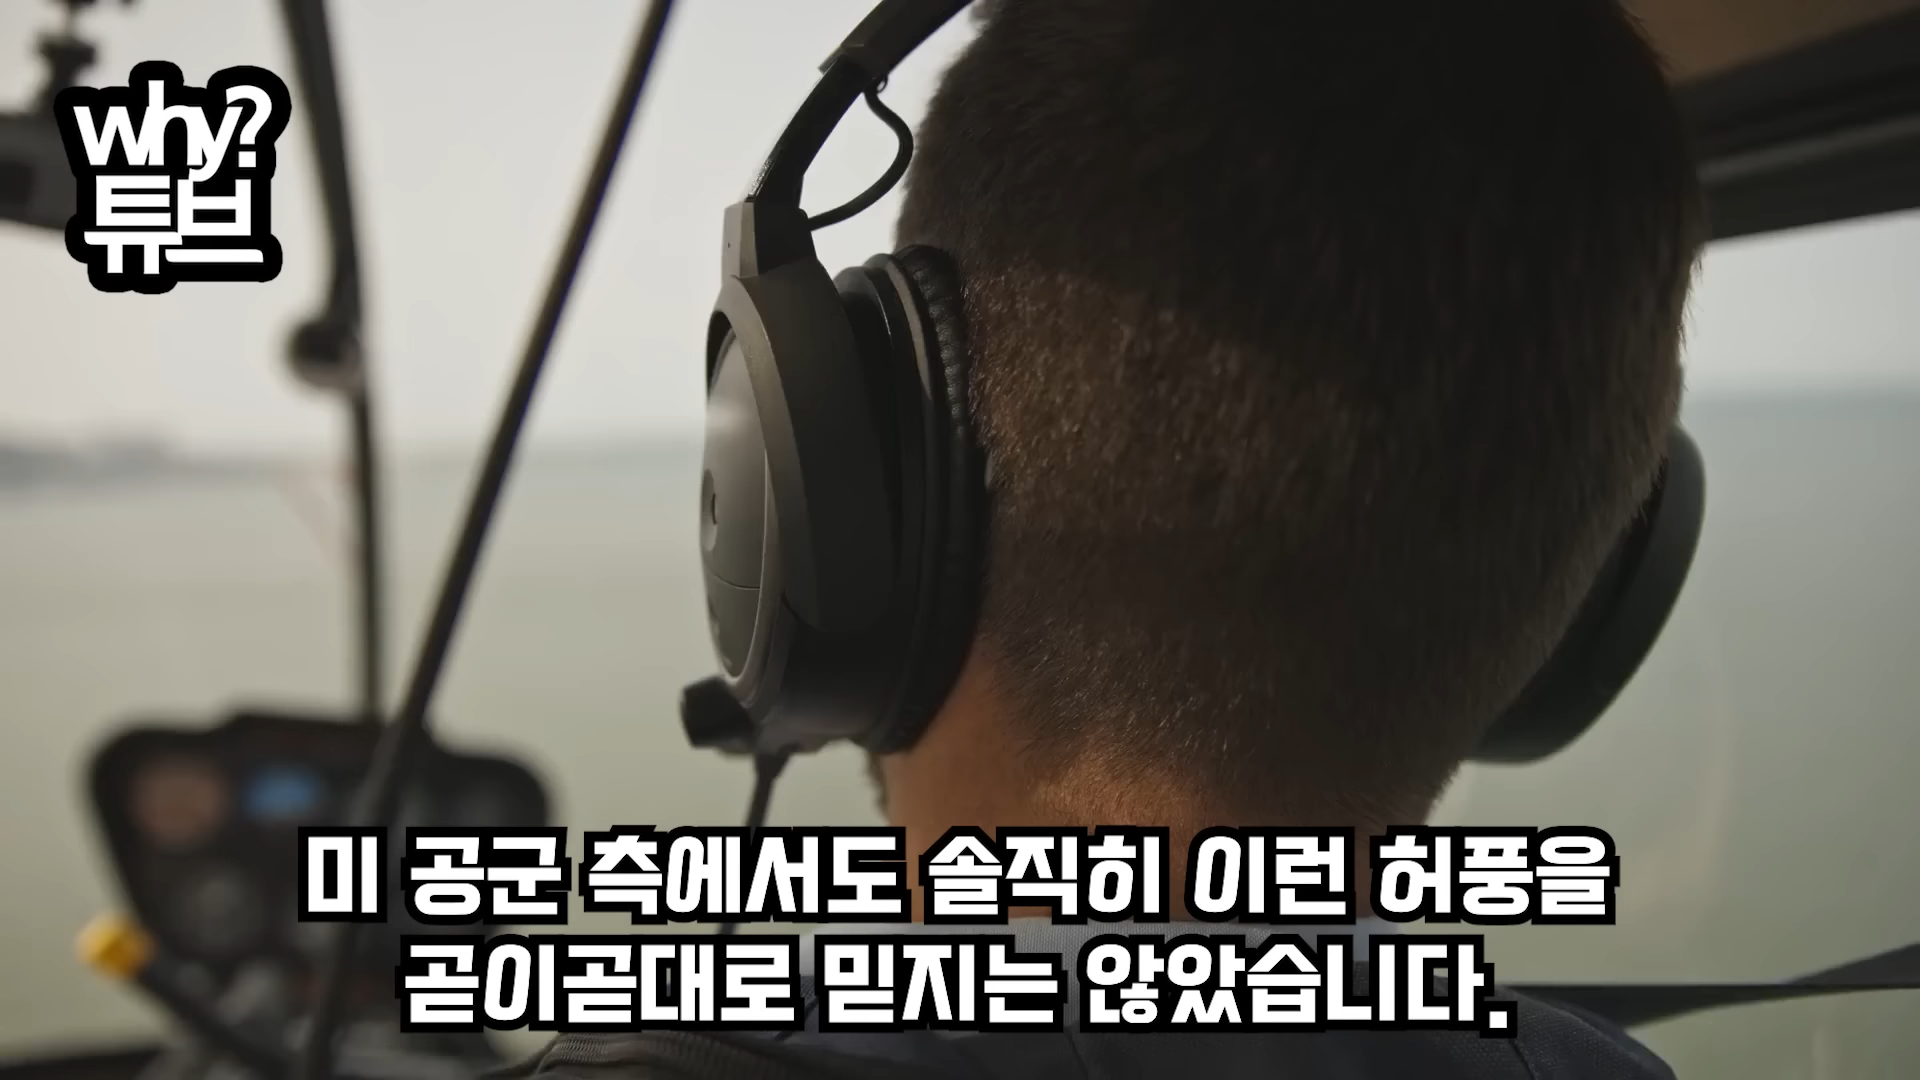 why?
튜브
미 공군 측에서도 솔직히 이런 허풍을
곧이곧대로 믿지는 않았습니다.